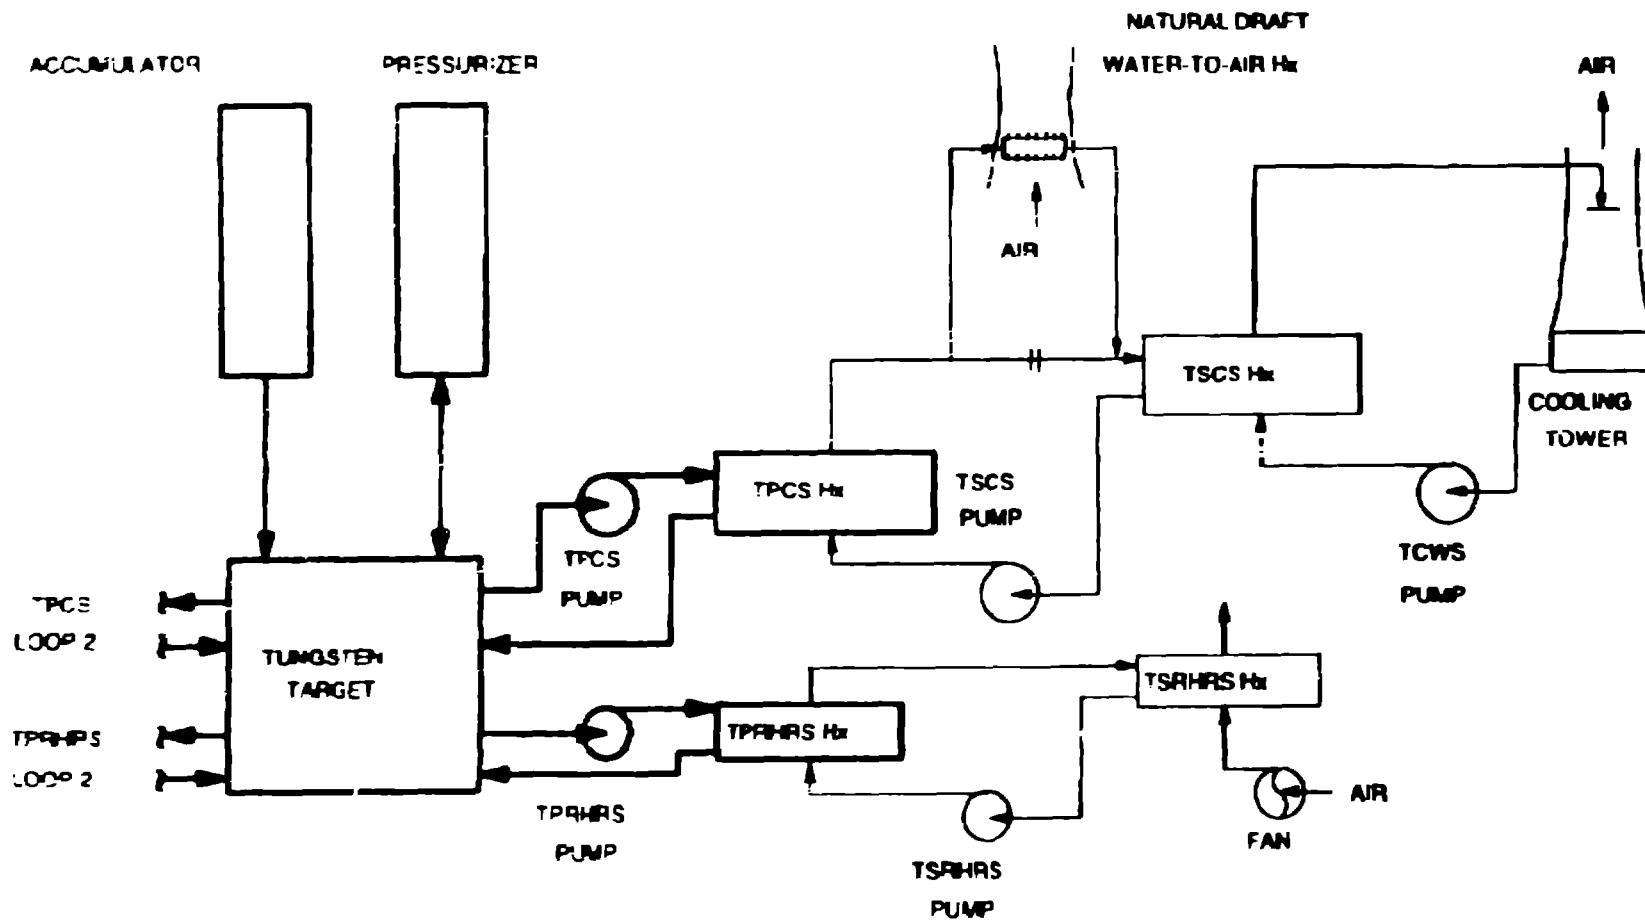 NATURAL DRAFT
WATER-TO-AIR Hx
ACCUMULATOR
PRESSURIZER
AIR
AIR
TSCS Hx
COOLING
TOWER
TPCS Hx
TSCS
PUMP
TPCS
PUMP
TCWS
PUMP
TPCS
LOOP 2
TUNGSTEN
TARGET
TSRHRS Hx
TPRHRS Hx
TPRHRS
LOOP 2
AIR
FAN
TPRHRS
PUMP
TSRHRS
PUMP